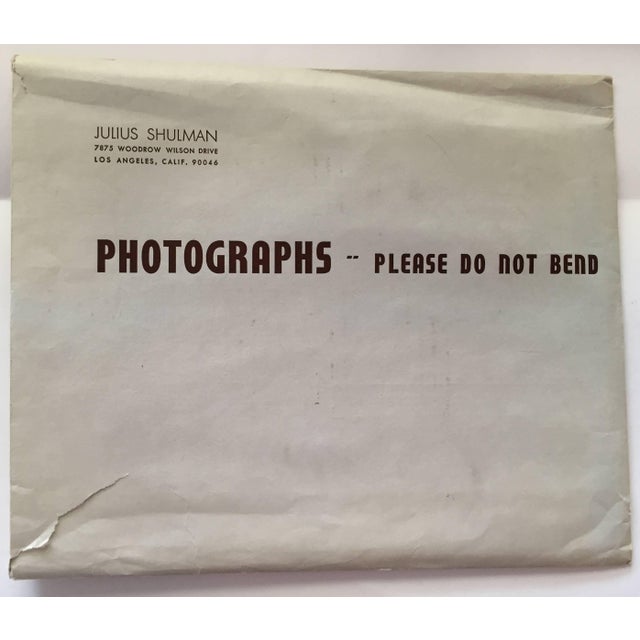 JULIUS SHULMAN
7875 WOODROW WILSON DRIVE
LOS ANGELES, CALIF. 90046
PHOTOGRAPHS -- PLEASE DO NOT BEND